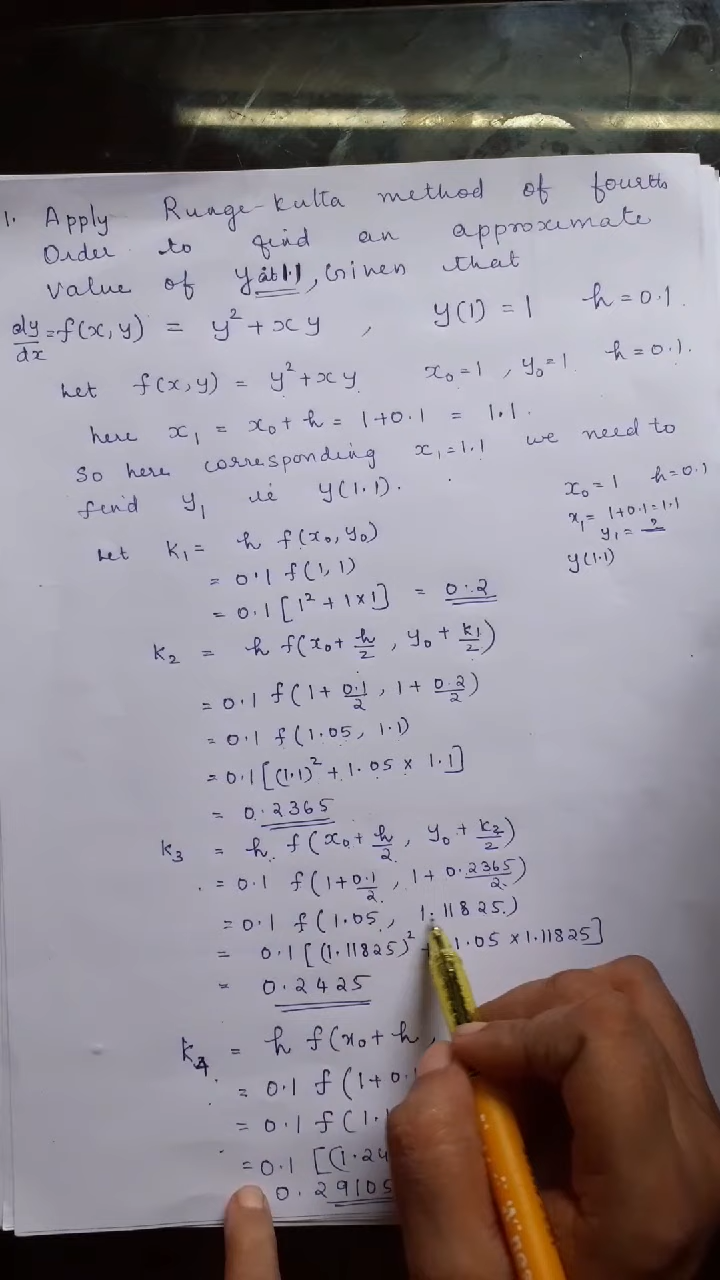 1. Apply Runge-Kutta method of fourth
Order to find an approximate
value of y at 1.1, Given that
dy/dx = f(x, y) = y² + xy , y(1) = 1 h = 0.1.
Let f(x, y) = y² + xy x₀ = 1 , y₀ = 1 h = 0.1.
here x₁ = x₀ + h = 1 + 0.1 = 1.1.
So here corresponding x₁ = 1.1 we need to
find y₁ ie y(1.1).
x₀ = 1 h = 0.1
x₁ = 1 + 0.1 = 1.1
y₁ = ?
y(1.1)
Let K₁ = h f(x₀, y₀)
= 0.1 f(1, 1)
= 0.1 [1² + 1 × 1] = 0.2
K₂ = h f(x₀ + h/2 , y₀ + k₁/2)
= 0.1 f(1 + 0.1/2 , 1 + 0.2/2)
= 0.1 f(1.05, 1.1)
= 0.1 [(1.1)² + 1.05 × 1.1]
= 0.2365
K₃ = h f(x₀ + h/2 , y₀ + k₂/2)
= 0.1 f(1 + 0.1/2 , 1 + 0.2365/2)
= 0.1 f(1.05, 1.11825)
= 0.1 [(1.11825)² + 1.05 × 1.11825]
= 0.2425
K₄ = h f(x₀ + h ,
= 0.1 f(1 + 0.1
= 0.1 f(1.1
= 0.1 [(1.24
0.29105